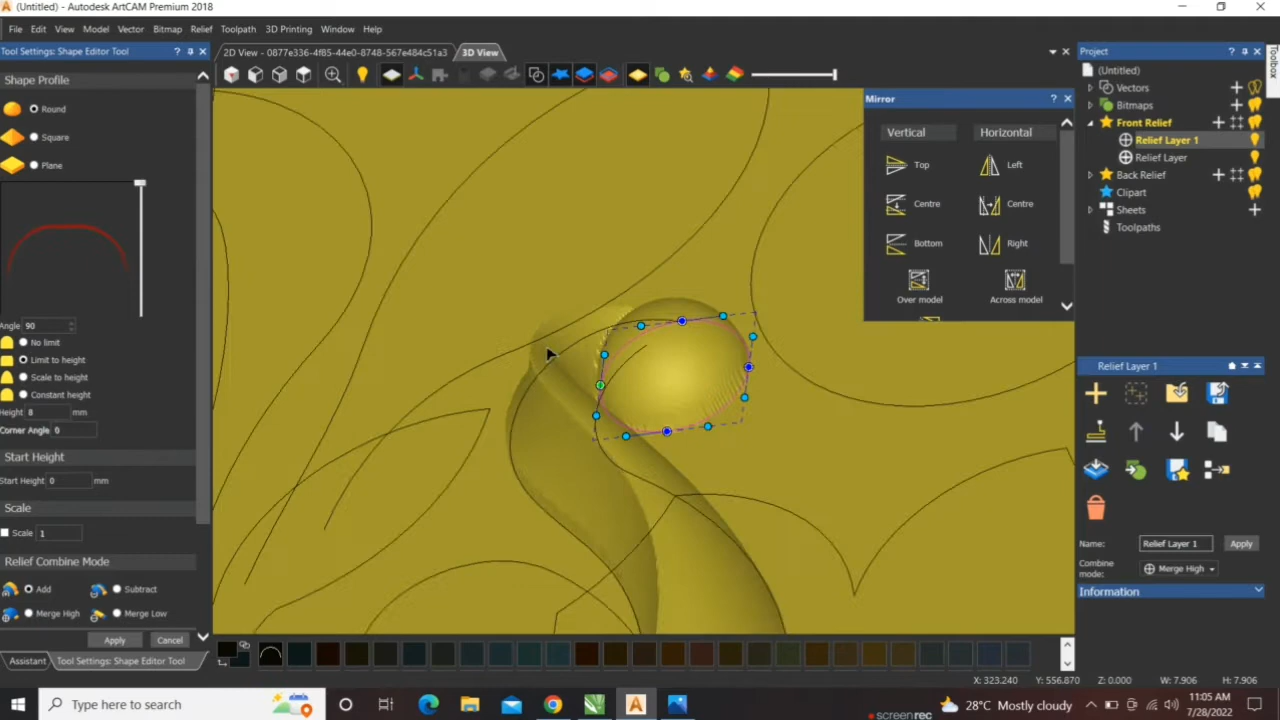 (Untitled) - Autodesk ArtCAM Premium 2018
File Edit View Model Vector Bitmap Relief Toolpath 3D Printing Window Help
Tool Settings: Shape Editor Tool
2D View - 0877e336-4f85-44e0-8748-567e484c51a3 3D View
Project
Toolbox
Shape Profile
Round
Square
Plane
Angle 90
No limit
Limit to height
Scale to height
Constant height
Height 8 mm
Corner Angle 0
Start Height
Start Height 0 mm
Scale
Scale 1
Relief Combine Mode
Add Subtract
Merge High Merge Low
Apply Cancel
Assistant Tool Settings: Shape Editor Tool
Mirror
Vertical Horizontal
Top Left
Centre Centre
Bottom Right
Over model Across model
(Untitled)
Vectors
Bitmaps
Front Relief
Relief Layer 1
Relief Layer
Back Relief
Clipart
Sheets
Toolpaths
Relief Layer 1
Name: Relief Layer 1 Apply
Combine mode: Merge High
Information
X: 323.240 Y: 556.870 Z: 0.000 W: 7.906 H: 7.906
Type here to search
28°C Mostly cloudy
11:05 AM
7/28/2022
screenrec